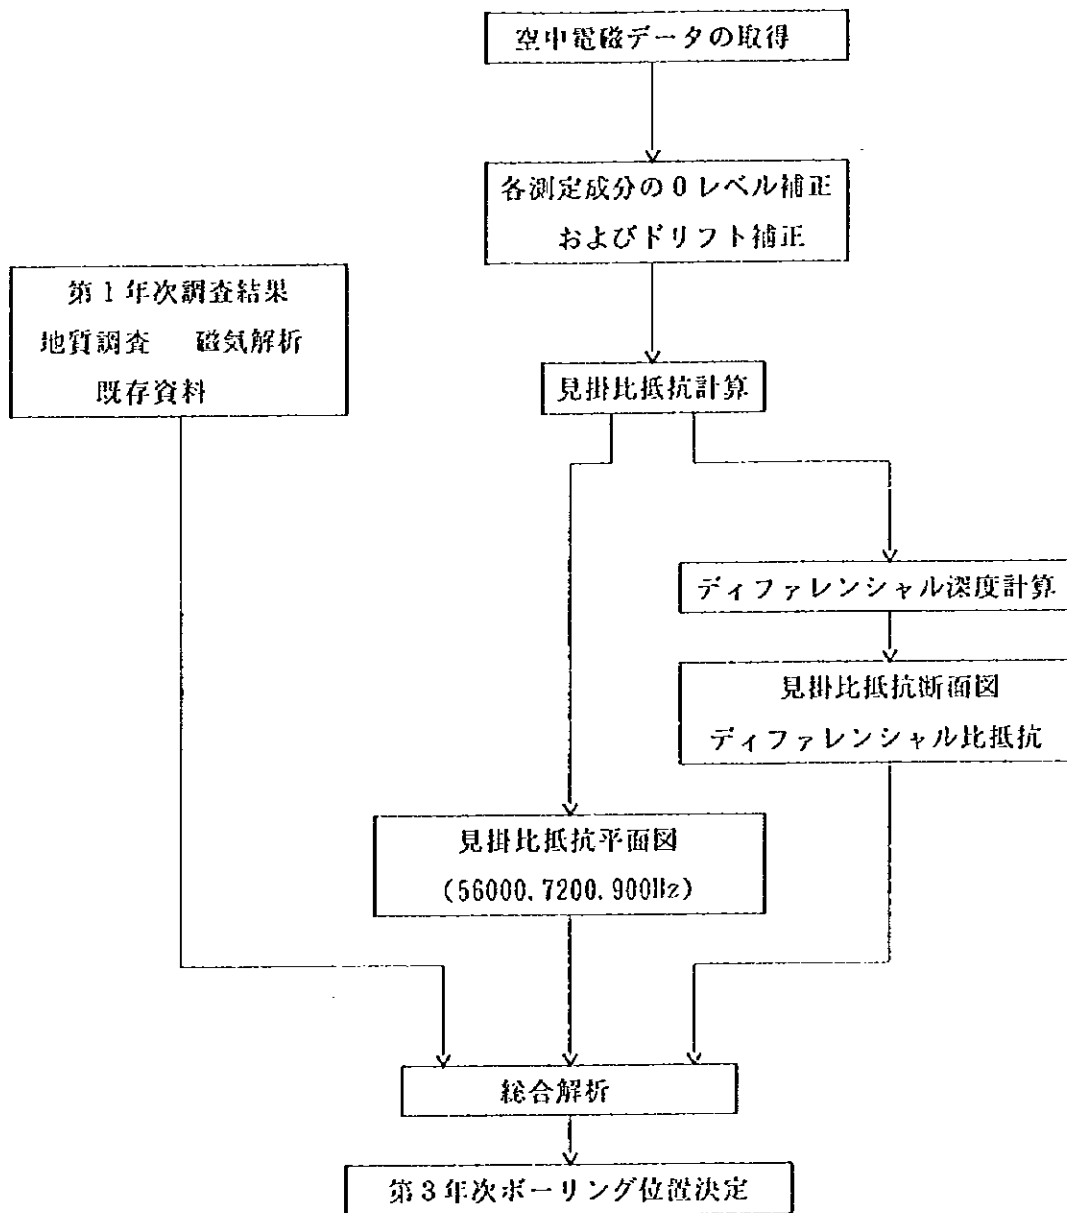 空中電磁データの取得
各測定成分の0レベル補正
およびドリフト補正
第1年次調査結果
地質調査 磁気解析
既存資料
見掛比抵抗計算
ディファレンシャル深度計算
見掛比抵抗断面図
ディファレンシャル比抵抗
見掛比抵抗平面図
(56000.7200.900Hz)
総合解析
第3年次ボーリング位置決定